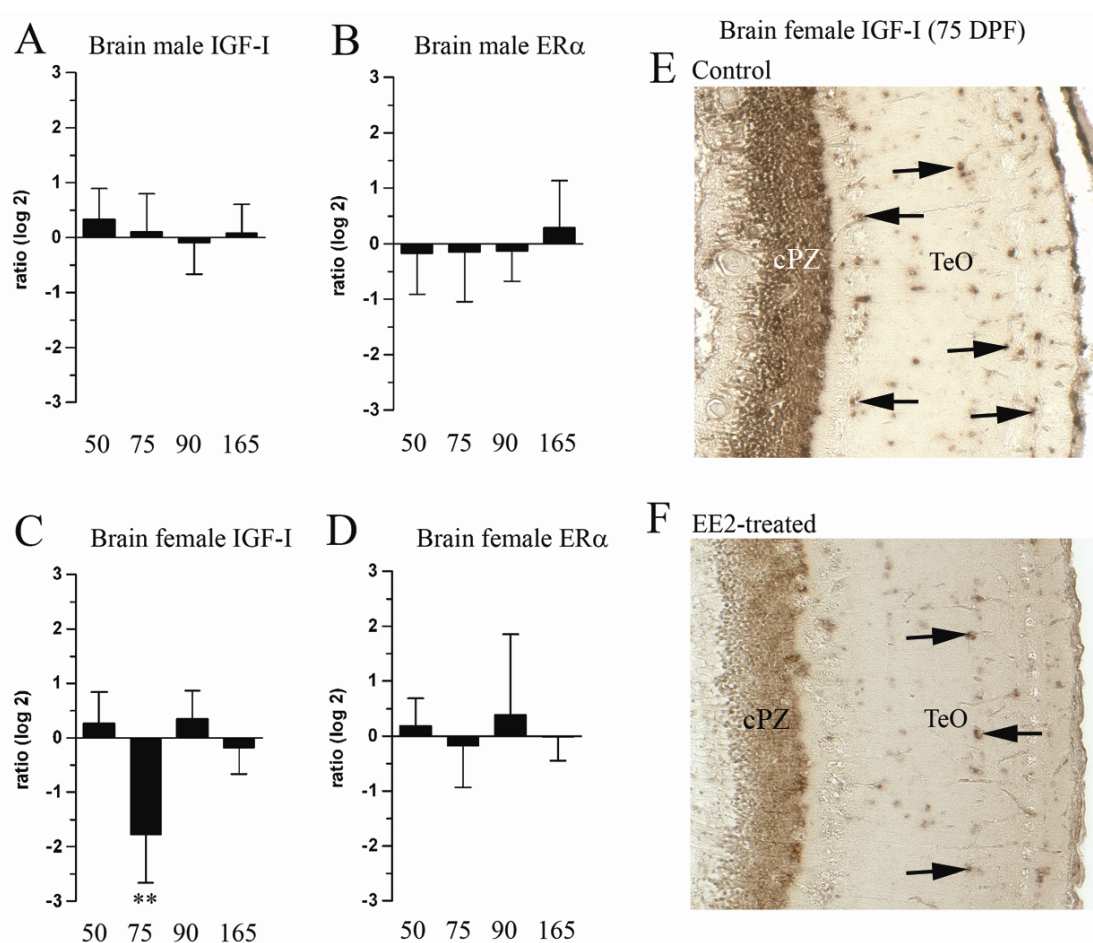 A
Brain male IGF-I
ratio (log 2)
3
2
1
0
-1
-2
-3
50 75 90 165
B
Brain male ERα
ratio (log 2)
3
2
1
0
-1
-2
-3
50 75 90 165
C
Brain female IGF-I
ratio (log 2)
3
2
1
0
-1
-2
-3
**
50 75 90 165
D
Brain female ERα
ratio (log 2)
3
2
1
0
-1
-2
-3
50 75 90 165
Brain female IGF-I (75 DPF)
E Control
cPZ TeO
F EE2-treated
cPZ TeO